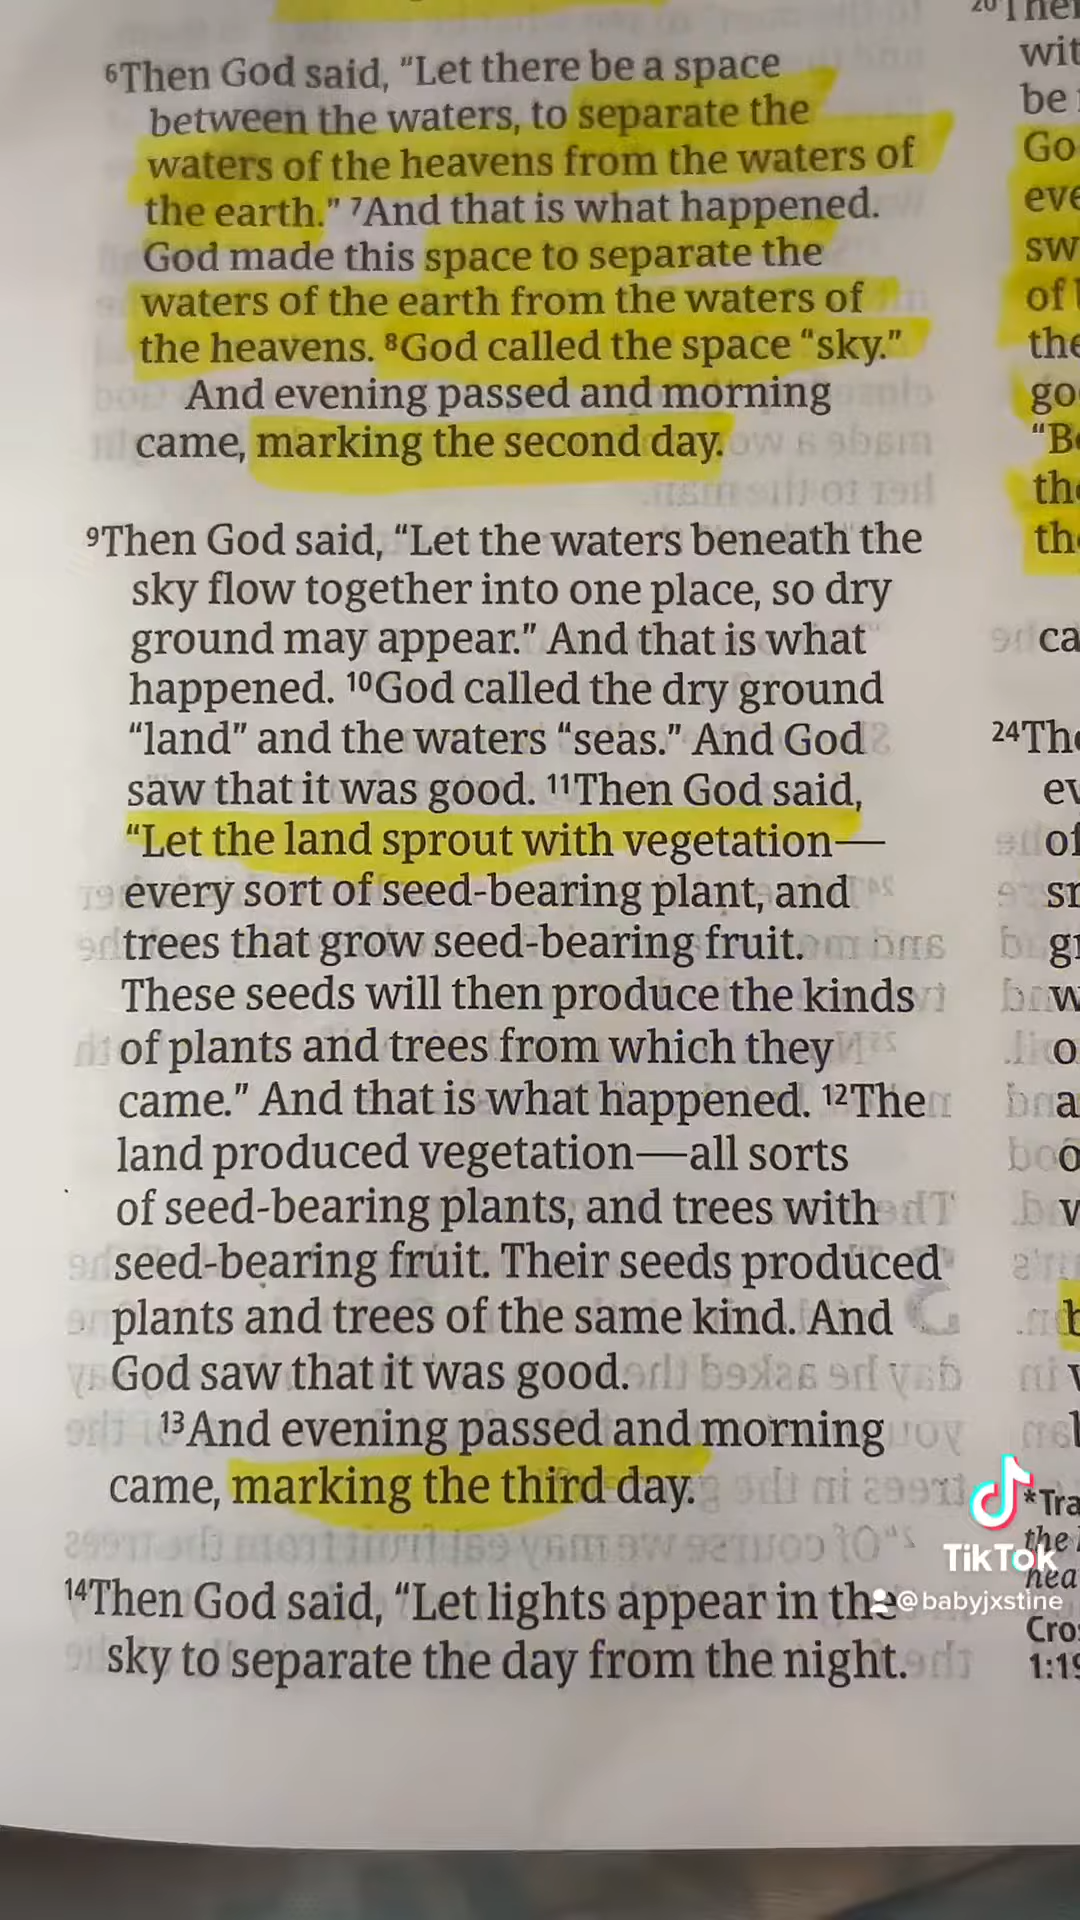 ⁶Then God said, “Let there be a space
between the waters, to separate the
waters of the heavens from the waters of
the earth.” ⁷And that is what happened.
God made this space to separate the
waters of the earth from the waters of
the heavens. ⁸God called the space “sky.”
And evening passed and morning
came, marking the second day.
⁹Then God said, “Let the waters beneath the
sky flow together into one place, so dry
ground may appear.” And that is what
happened. ¹⁰God called the dry ground
“land” and the waters “seas.” And God
saw that it was good. ¹¹Then God said,
“Let the land sprout with vegetation—
every sort of seed-bearing plant, and
trees that grow seed-bearing fruit.
These seeds will then produce the kinds
of plants and trees from which they
came.” And that is what happened. ¹²The
land produced vegetation—all sorts
of seed-bearing plants, and trees with
seed-bearing fruit. Their seeds produced
plants and trees of the same kind. And
God saw that it was good.
¹³And evening passed and morning
came, marking the third day.
¹⁴Then God said, “Let lights appear in the
sky to separate the day from the night.
be
of
the
24
*Tra
the
Cros
1:19
TikTok
@babyjxstine